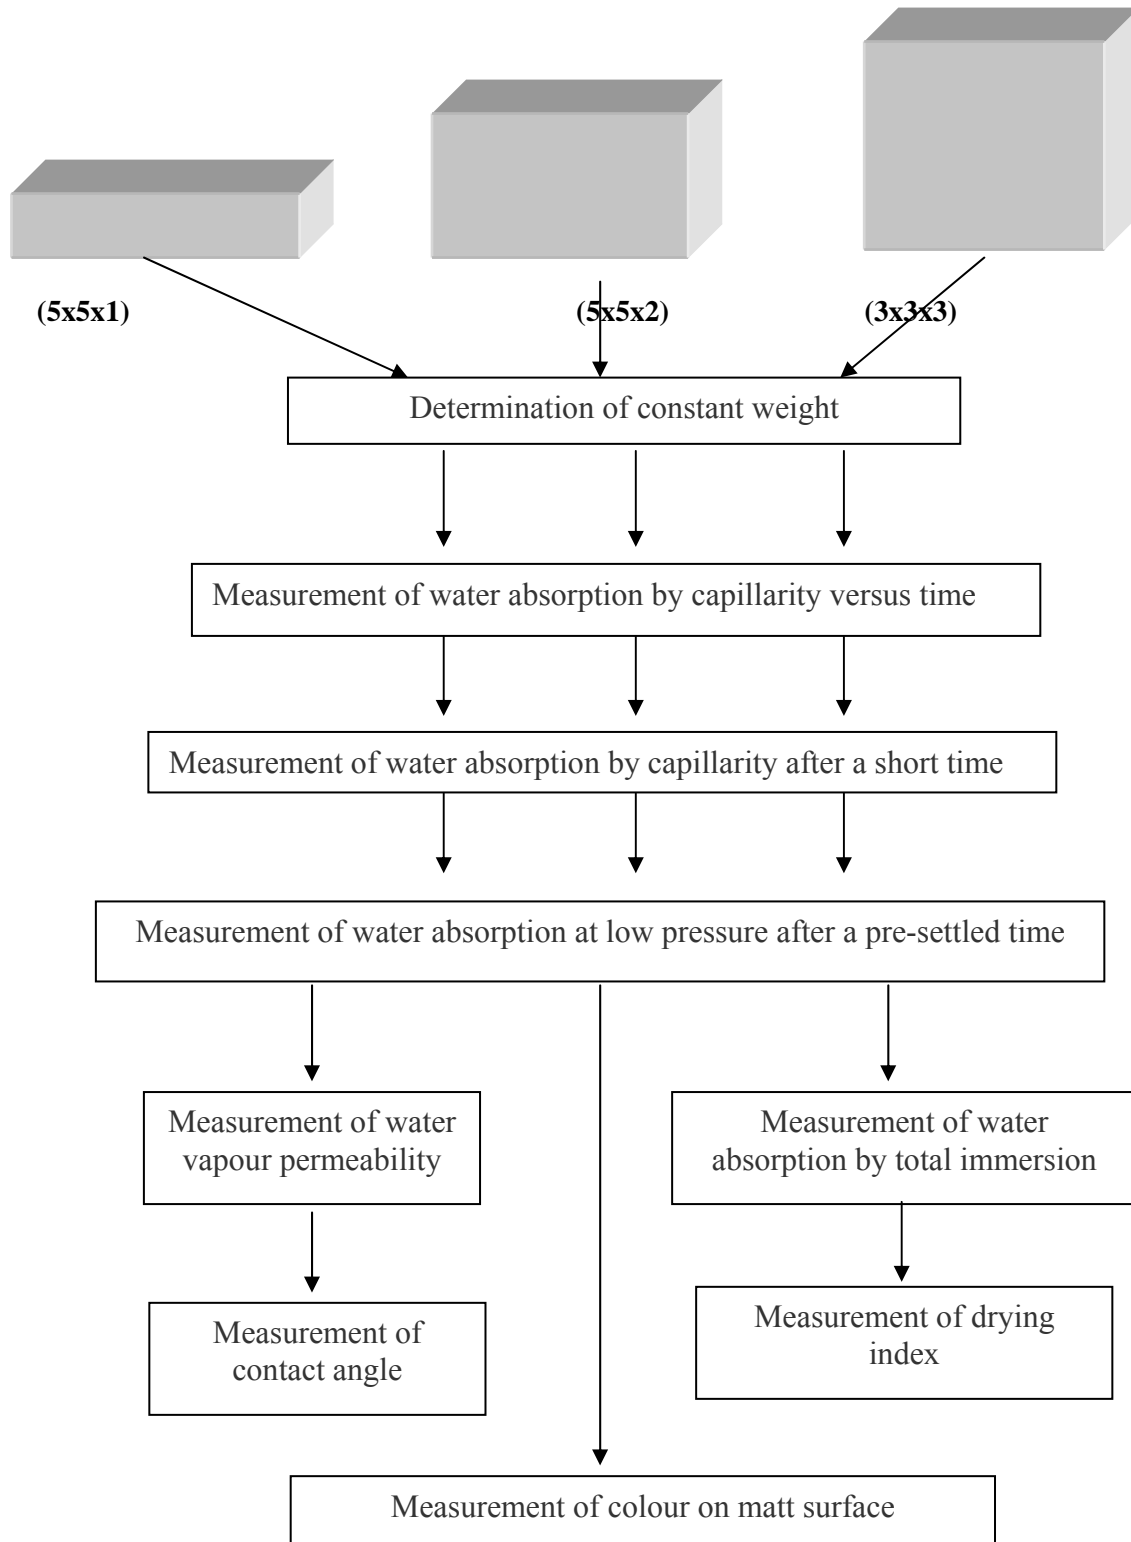 (5x5x1)
(5x5x2)
(3x3x3)
Determination of constant weight
Measurement of water absorption by capillarity versus time
Measurement of water absorption by capillarity after a short time
Measurement of water absorption at low pressure after a pre-settled time
Measurement of water
vapour permeability
Measurement of water
absorption by total immersion
Measurement of
contact angle
Measurement of drying
index
Measurement of colour on matt surface